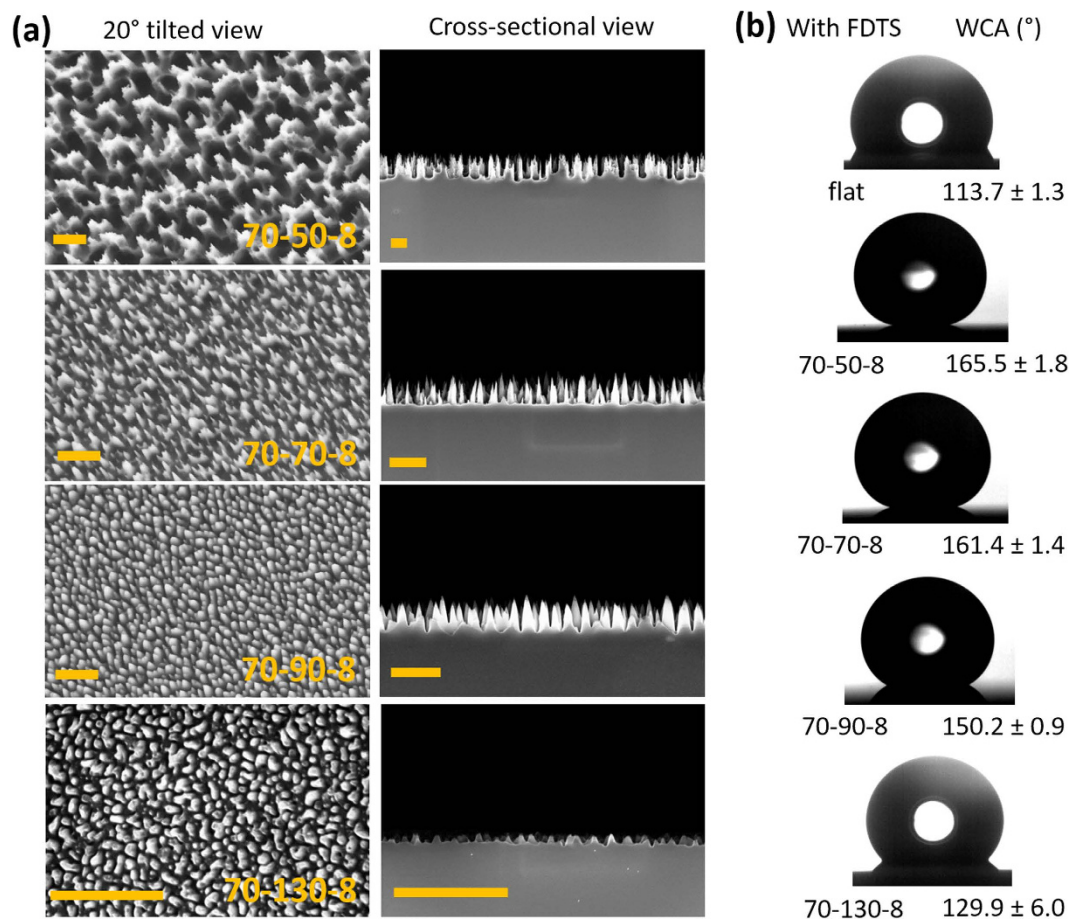 (a)
20° tilted view
Cross-sectional view
70-50-8
70-70-8
70-90-8
70-130-8
(b) With FDTS WCA (°)
flat 113.7 ± 1.3
70-50-8 165.5 ± 1.8
70-70-8 161.4 ± 1.4
70-90-8 150.2 ± 0.9
70-130-8 129.9 ± 6.0